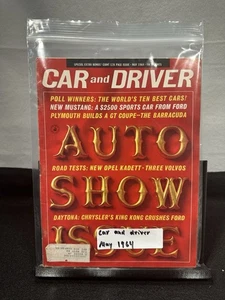 CAR and DRIVER
POLL WINNERS: THE WORLD'S TEN BEST CARS!
NEW MUSTANG: A $2500 SPORTS CAR FROM FORD
PLYMOUTH BUILDS A GT COUPE—THE BARRACUDA
AUTO
ROAD TESTS: NEW OPEL KADETT - THREE VOLVOS
SHOW
DAYTONA: CHRYSLER'S KING KONG CRUSHES FORD
ISSUE
Car and driver
May 1964